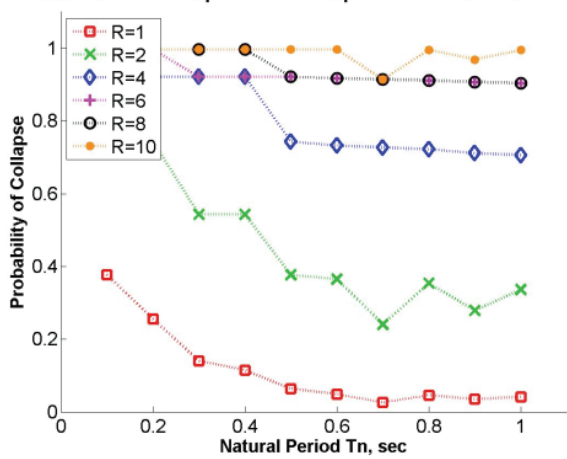 R=1
R=2
R=4
R=6
R=8
R=10
Probability of Collapse
1
0.8
0.6
0.4
0.2
0
0 0.2 0.4 0.6 0.8 1
Natural Period Tn, sec